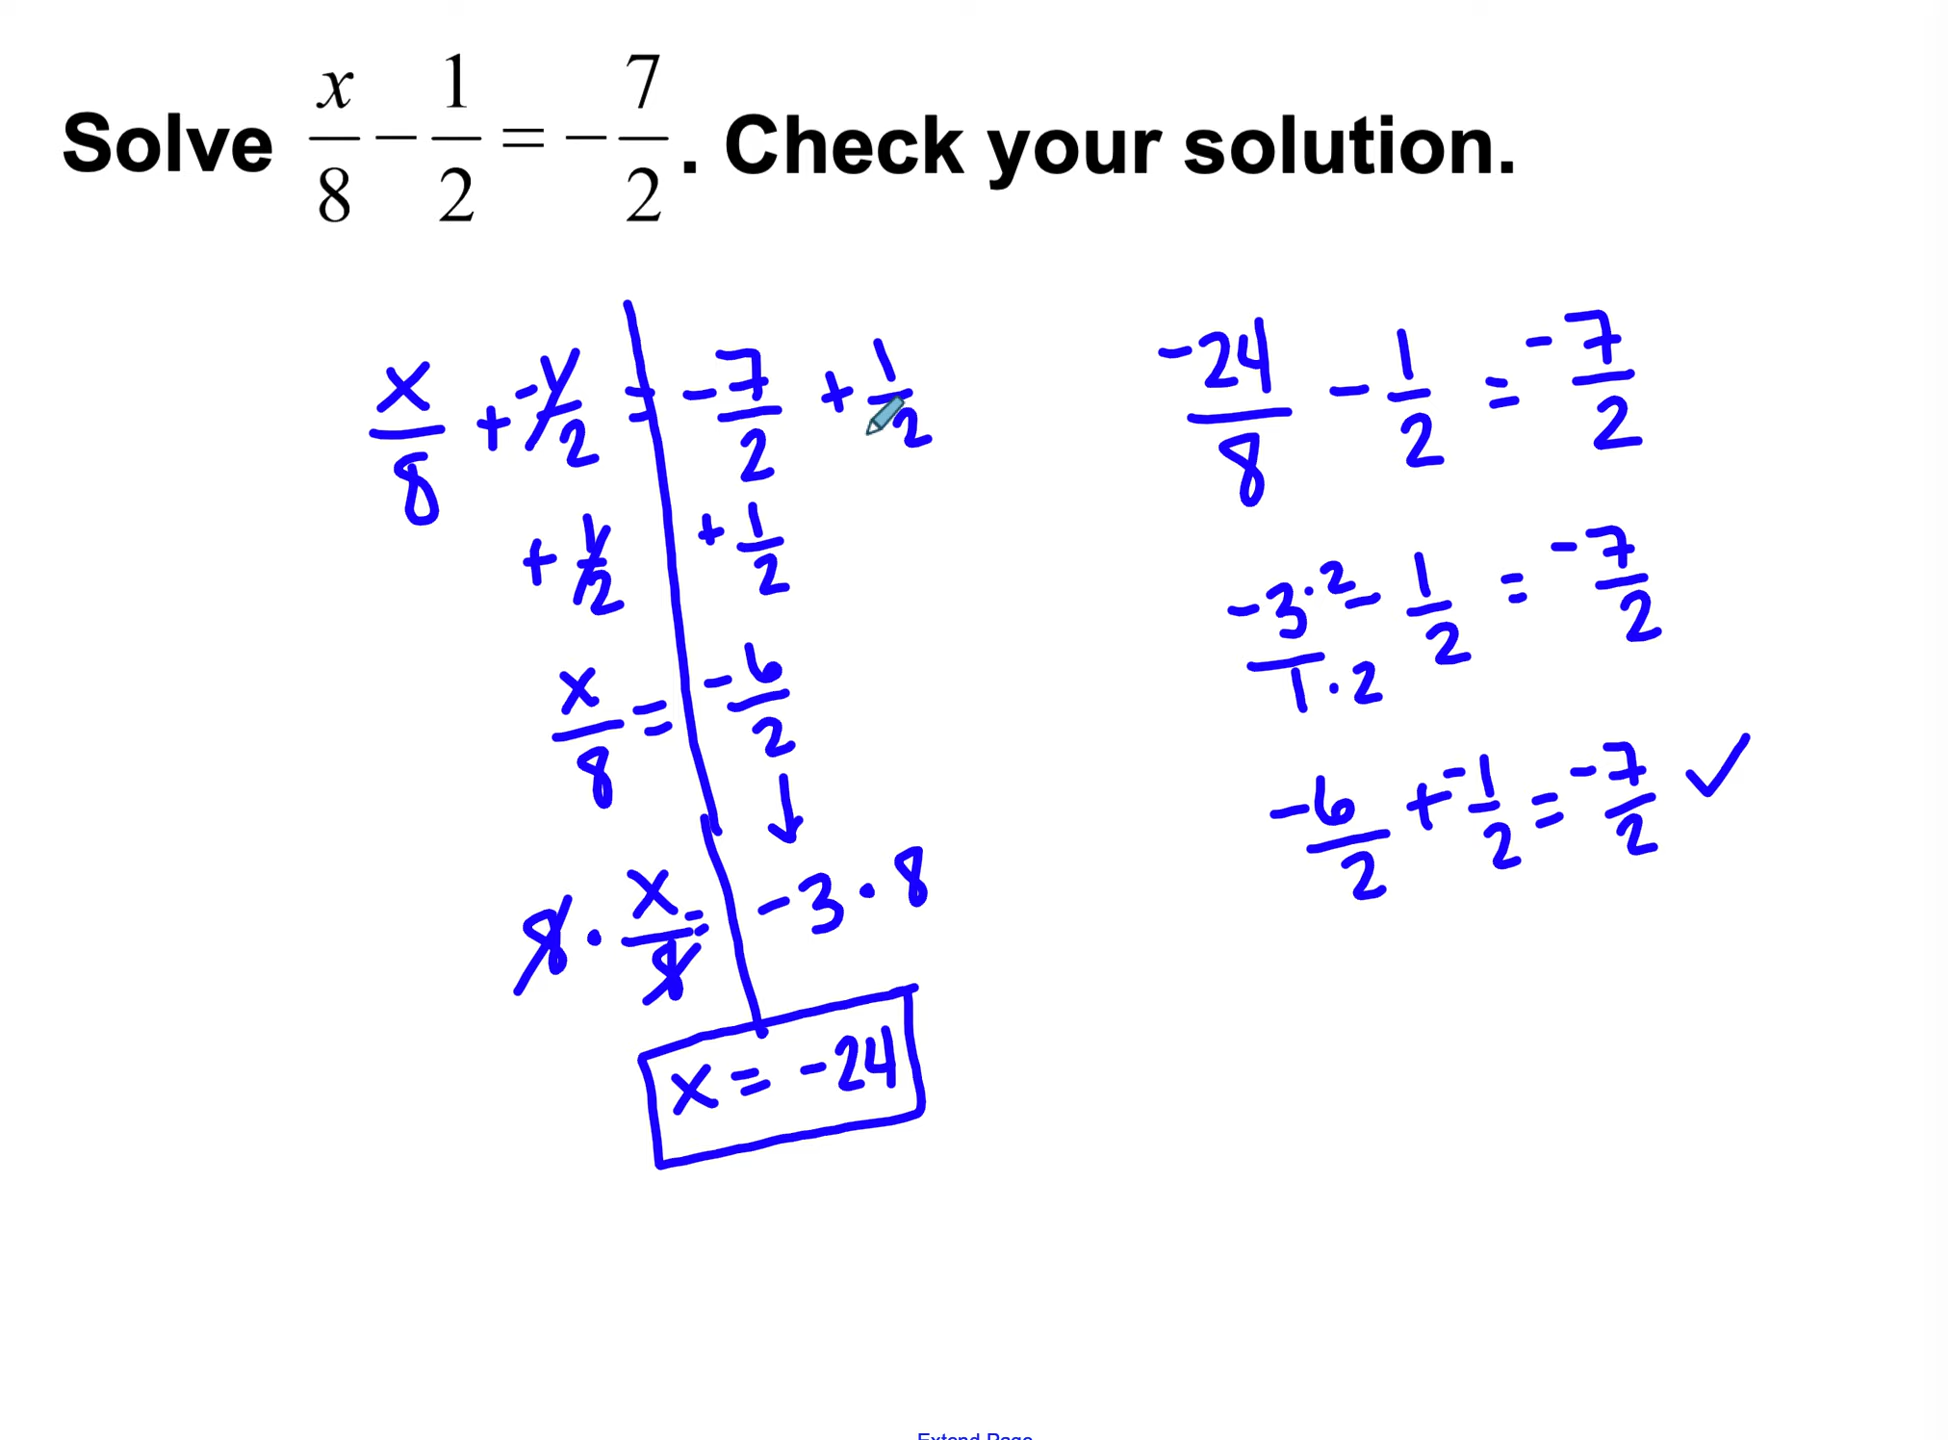 Solve x/8 − 1/2 = −7/2. Check your solution.
x/8 + -1/2 = -7/2 + 1/2
+ 1/2 + 1/2
x/8 = -6/2
8 · x/8 = -3 · 8
x = -24
-24/8 - 1/2 = -7/2
-3·2/1·2 - 1/2 = -7/2
-6/2 + -1/2 = -7/2 ✓